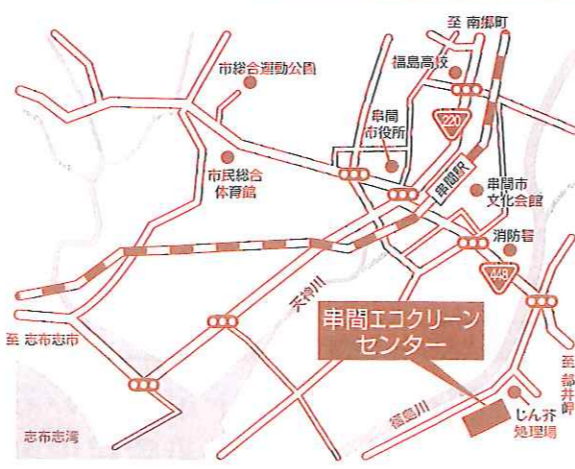 至 南郷町
市総合運動公園
福島高校
220
串間
市役所
市民総合
体育館
串間駅
串間市
文化会館
消防署
448
天神川
串間エコクリーン
センター
至 志布志市
至 都井岬
福島川
じん芥
処理場
志布志湾